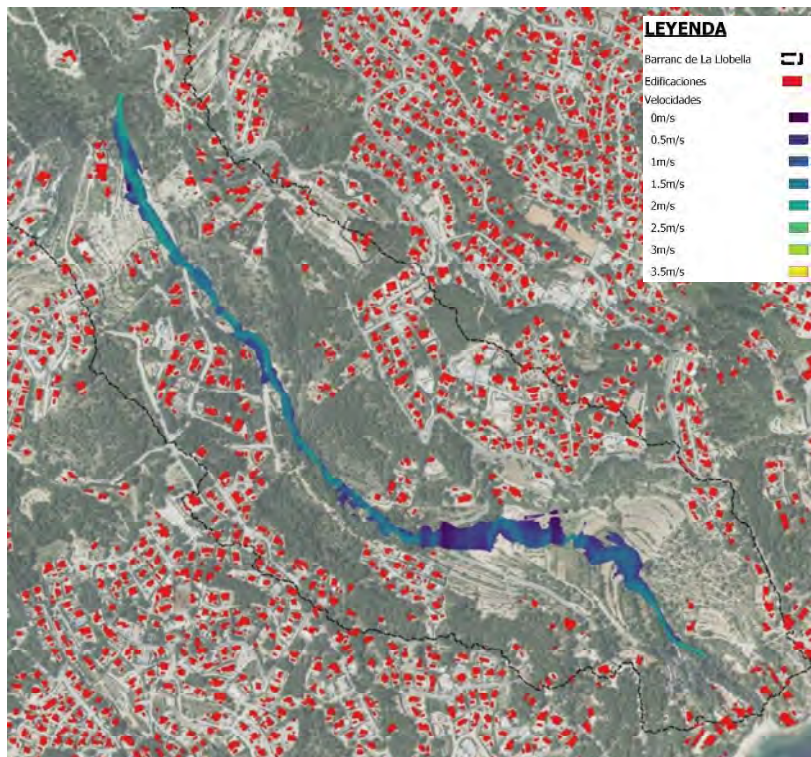 LEYENDA
Barranc de La Llobella
Edificaciones
Velocidades
0m/s
0.5m/s
1m/s
1.5m/s
2m/s
2.5m/s
3m/s
3.5m/s